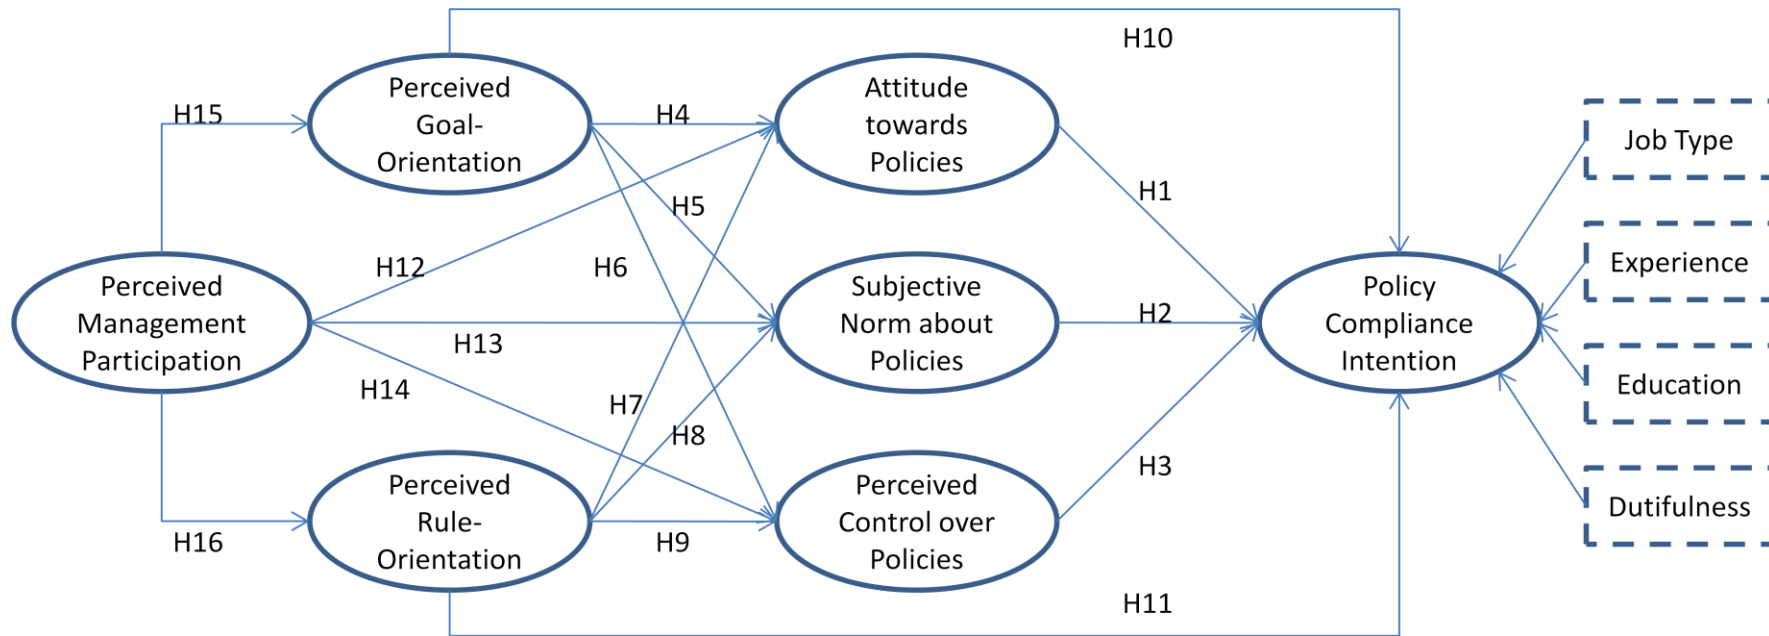 H10
Perceived
Goal-
Orientation
Attitude
towards
Policies
H15
H4
Job Type
H5
H1
H12
H6
Experience
Perceived
Management
Participation
Subjective
Norm about
Policies
Policy
Compliance
Intention
H13
H2
H14
H7
H8
Education
H3
Perceived
Rule-
Orientation
Perceived
Control over
Policies
Dutifulness
H16
H9
H11